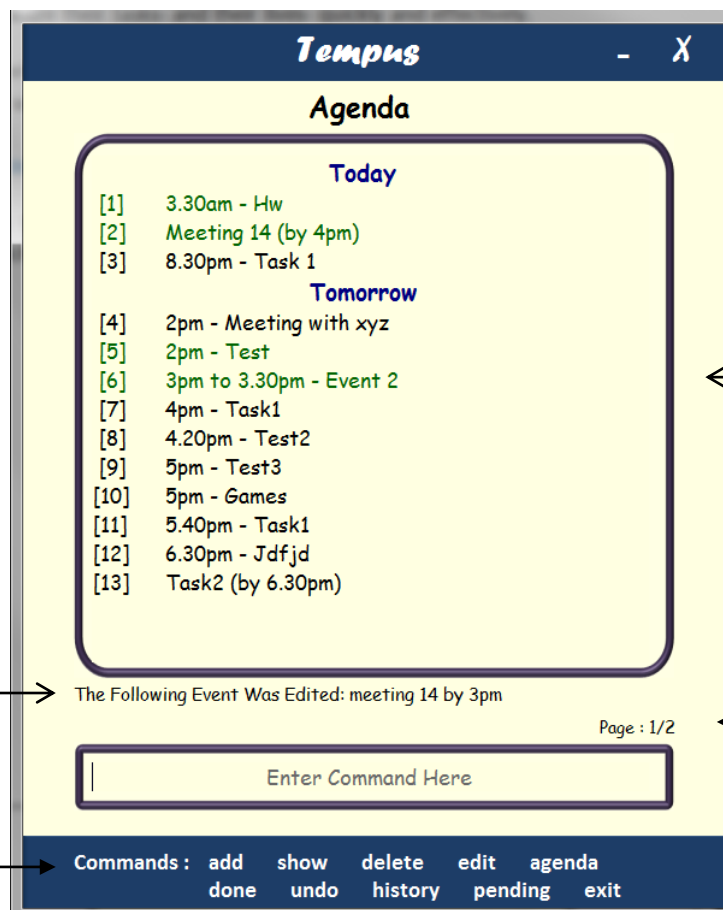 Tempus - X
Agenda
Today
[1] 3.30am - Hw
[2] Meeting 14 (by 4pm)
[3] 8.30pm - Task 1
Tomorrow
[4] 2pm - Meeting with xyz
[5] 2pm - Test
[6] 3pm to 3.30pm - Event 2
[7] 4pm - Task1
[8] 4.20pm - Test2
[9] 5pm - Test3
[10] 5pm - Games
[11] 5.40pm - Task1
[12] 6.30pm - Jdfjd
[13] Task2 (by 6.30pm)
The Following Event Was Edited: meeting 14 by 3pm
Page : 1/2
Enter Command Here
Commands : add show delete edit agenda
done undo history pending exit